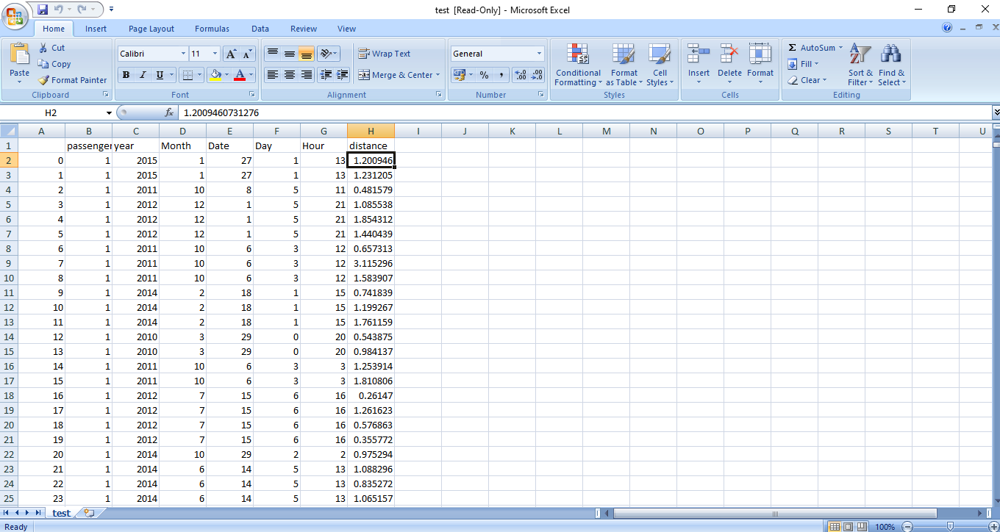 test [Read-Only] - Microsoft Excel
Home Insert Page Layout Formulas Data Review View
Paste Cut Copy Format Painter Clipboard
Calibri 11 B I U A Font
Wrap Text Merge & Center Alignment
General % , .00 Number
Conditional Formatting Format as Table Cell Styles Styles
Insert Delete Format Cells
Σ AutoSum Fill Clear Sort & Filter Find & Select Editing
H2 fx 1.2009460731276
A B C D E F G H I J K L M N O P Q R S T U
1 passenger year Month Date Day Hour distance
2 0 1 2015 1 27 1 13 1.200946
3 1 1 2015 1 27 1 13 1.231205
4 2 1 2011 10 8 5 11 0.481579
5 3 1 2012 12 1 5 21 1.085538
6 4 1 2012 12 1 5 21 1.854312
7 5 1 2012 12 1 5 21 1.440439
8 6 1 2011 10 6 3 12 0.657313
9 7 1 2011 10 6 3 12 3.115296
10 8 1 2011 10 6 3 12 1.583907
11 9 1 2014 2 18 1 15 0.741839
12 10 1 2014 2 18 1 15 1.199267
13 11 1 2014 2 18 1 15 1.761159
14 12 1 2010 3 29 0 20 0.543875
15 13 1 2010 3 29 0 20 0.984137
16 14 1 2011 10 6 3 3 1.253914
17 15 1 2011 10 6 3 3 1.810806
18 16 1 2012 7 15 6 16 0.26147
19 17 1 2012 7 15 6 16 1.261623
20 18 1 2012 7 15 6 16 0.576863
21 19 1 2012 7 15 6 16 0.355772
22 20 1 2014 10 29 2 2 0.975294
23 21 1 2014 6 14 5 13 1.088296
24 22 1 2014 6 14 5 13 0.835272
25 23 1 2014 6 14 5 13 1.065157
test
Ready 100%